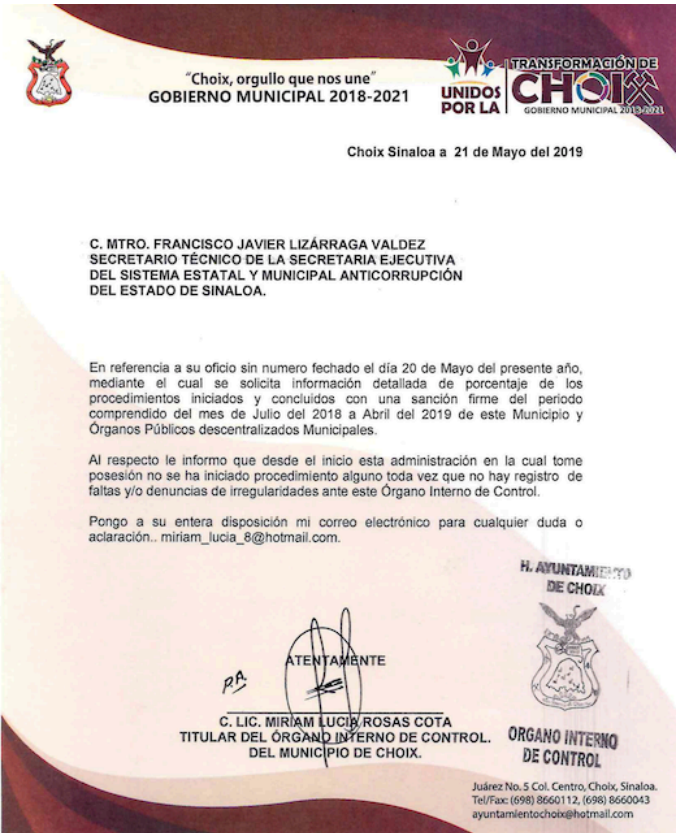 "Choix, orgullo que nos une"
GOBIERNO MUNICIPAL 2018-2021
UNIDOS
POR LA
TRANSFORMACIÓN DE
CHOIX
GOBIERNO MUNICIPAL 2018-2021
Choix Sinaloa a 21 de Mayo del 2019
C. MTRO. FRANCISCO JAVIER LIZÁRRAGA VALDEZ
SECRETARIO TÉCNICO DE LA SECRETARIA EJECUTIVA
DEL SISTEMA ESTATAL Y MUNICIPAL ANTICORRUPCIÓN
DEL ESTADO DE SINALOA.
En referencia a su oficio sin numero fechado el día 20 de Mayo del presente año,
mediante el cual se solicita información detallada de porcentaje de los
procedimientos iniciados y concluidos con una sanción firme del periodo
comprendido del mes de Julio del 2018 a Abril del 2019 de este Municipio y
Órganos Públicos descentralizados Municipales.
Al respecto le informo que desde el inicio esta administración en la cual tome
posesión no se ha iniciado procedimiento alguno toda vez que no hay registro de
faltas y/o denuncias de irregularidades ante este Órgano Interno de Control.
Pongo a su entera disposición mi correo electrónico para cualquier duda o
aclaración.. miriam_lucia_8@hotmail.com.
H. AYUNTAMIENTO
DE CHOIX
ATENTAMENTE
P.A.
C. LIC. MIRIAM LUCIA ROSAS COTA
TITULAR DEL ÓRGANO INTERNO DE CONTROL.
DEL MUNICIPIO DE CHOIX.
ORGANO INTERNO
DE CONTROL
Juárez No. 5 Col. Centro, Choix, Sinaloa.
Tel/Fax: (698) 8660112, (698) 8660043
ayuntamientochoix@hotmail.com